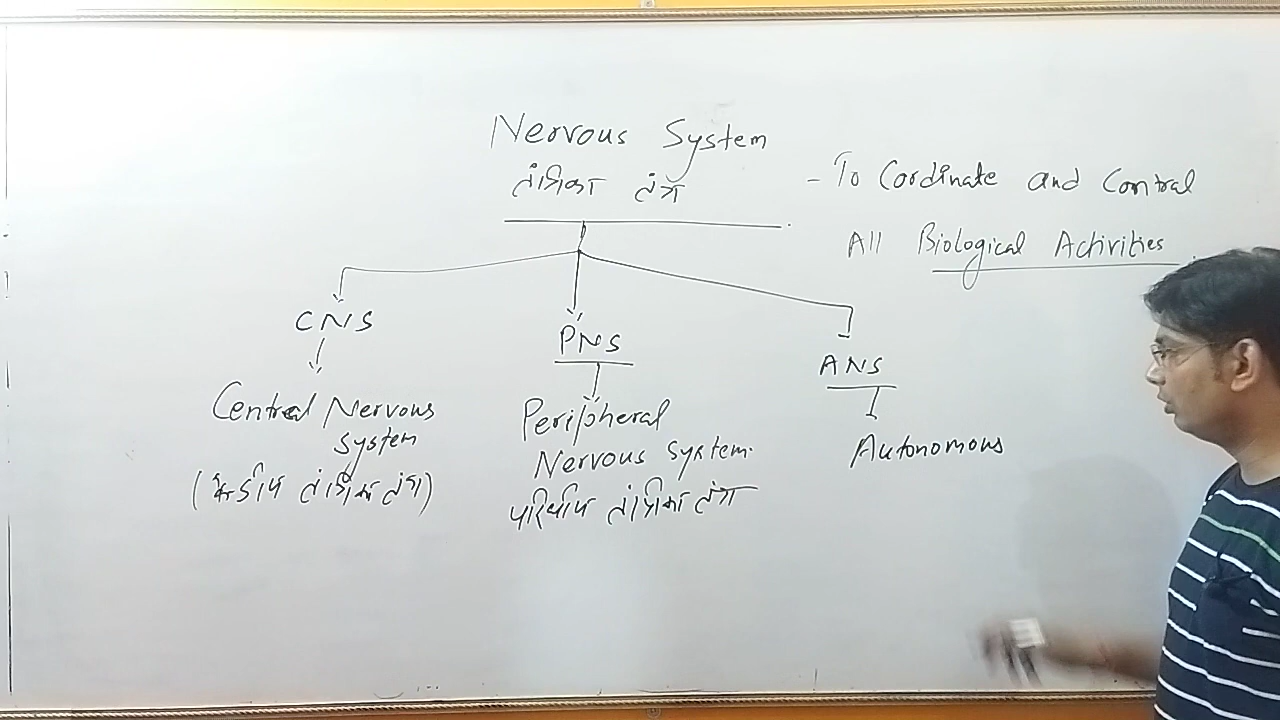 Nervous System
तंत्रिका तंत्र
- To Cordinate and Control
All Biological Activities.
CNS
PNS
ANS
Central Nervous
System
(केन्द्रीय तंत्रिका तंत्र)
Peripheral
Nervous System.
परिधीय तंत्रिका तंत्र
Autonomous